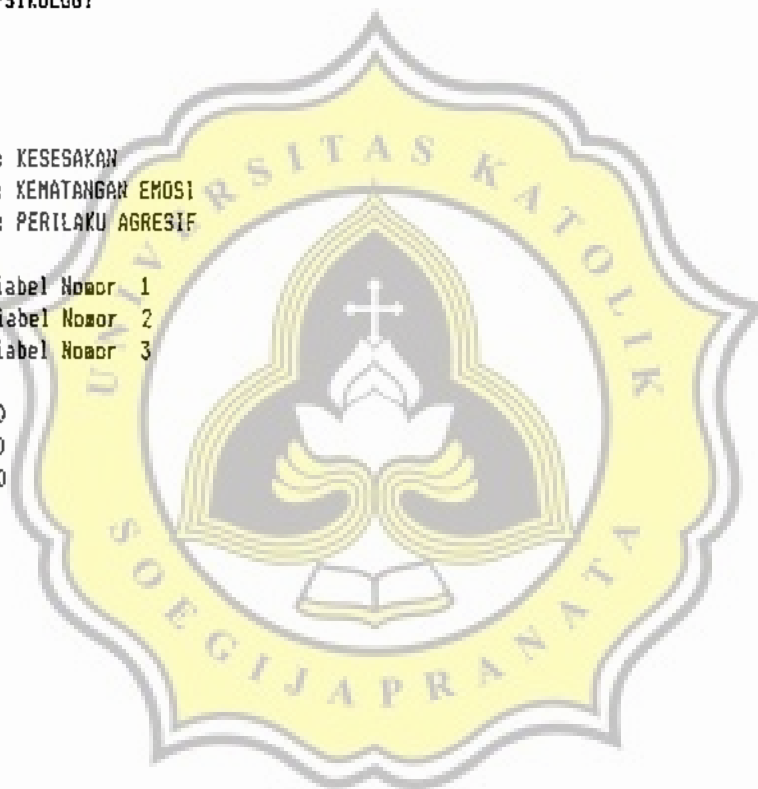 : KESESAKAN
: KEMATANGAN EMOSI
: PERILAKU AGRESIF
iabel Nomor 1
iabel Nomor 2
iabel Nomor 3
UNIVERSITAS KATOLIK
SOEGIJAPRANATA